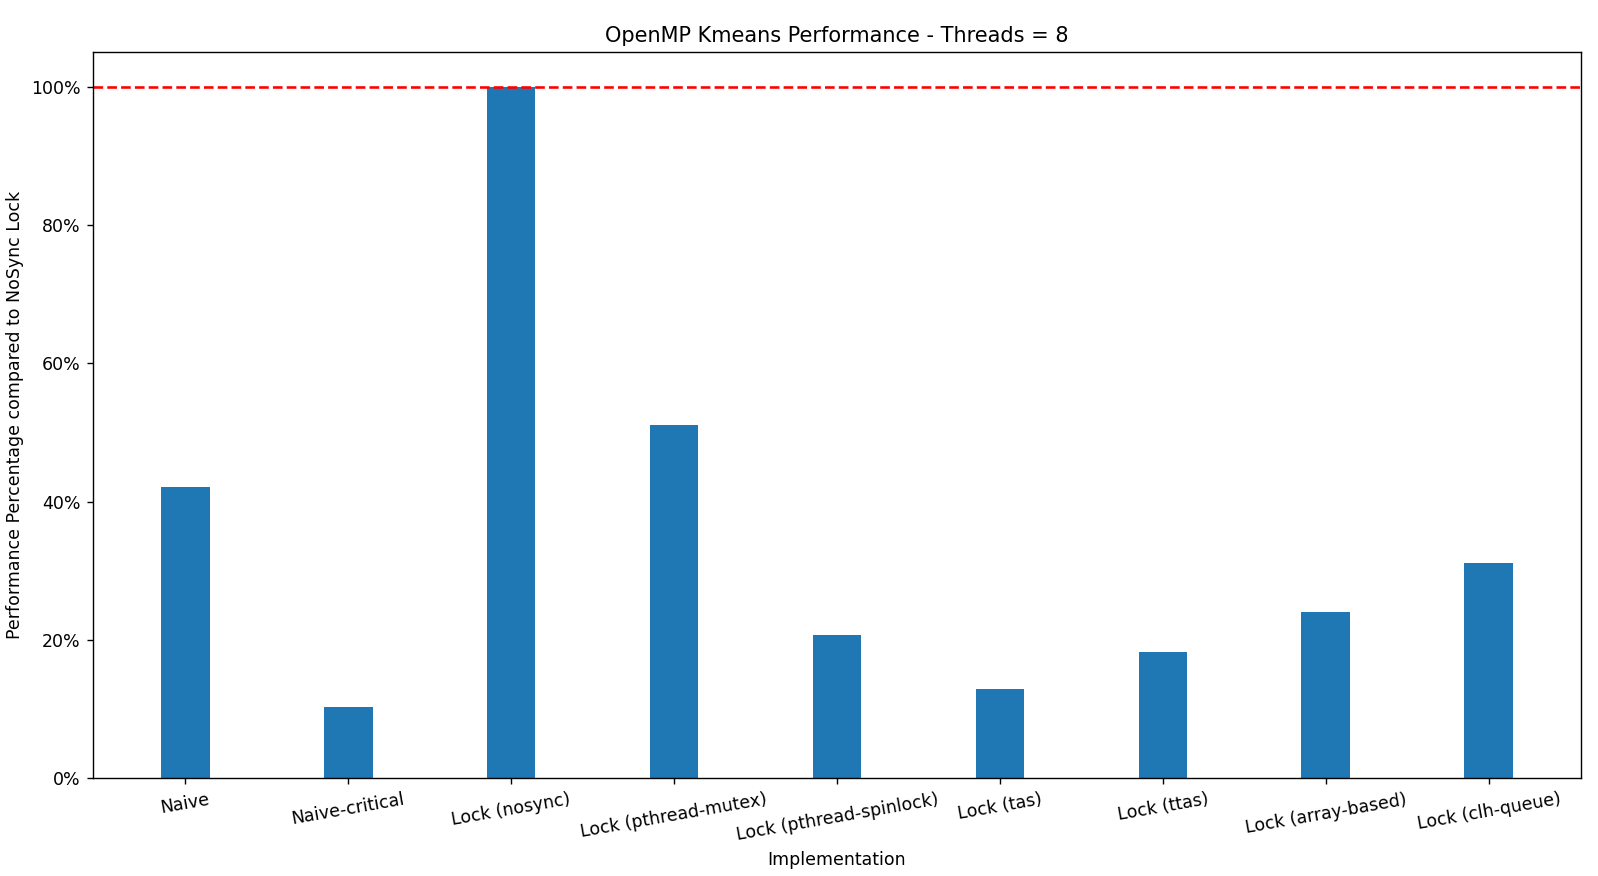 OpenMP Kmeans Performance - Threads = 8
Performance Percentage compared to NoSync Lock
100%
80%
60%
40%
20%
0%
Naive
Naive-critical
Lock (nosync)
Lock (pthread-mutex)
Lock (pthread-spinlock)
Lock (tas)
Lock (ttas)
Lock (array-based)
Lock (clh-queue)
Implementation